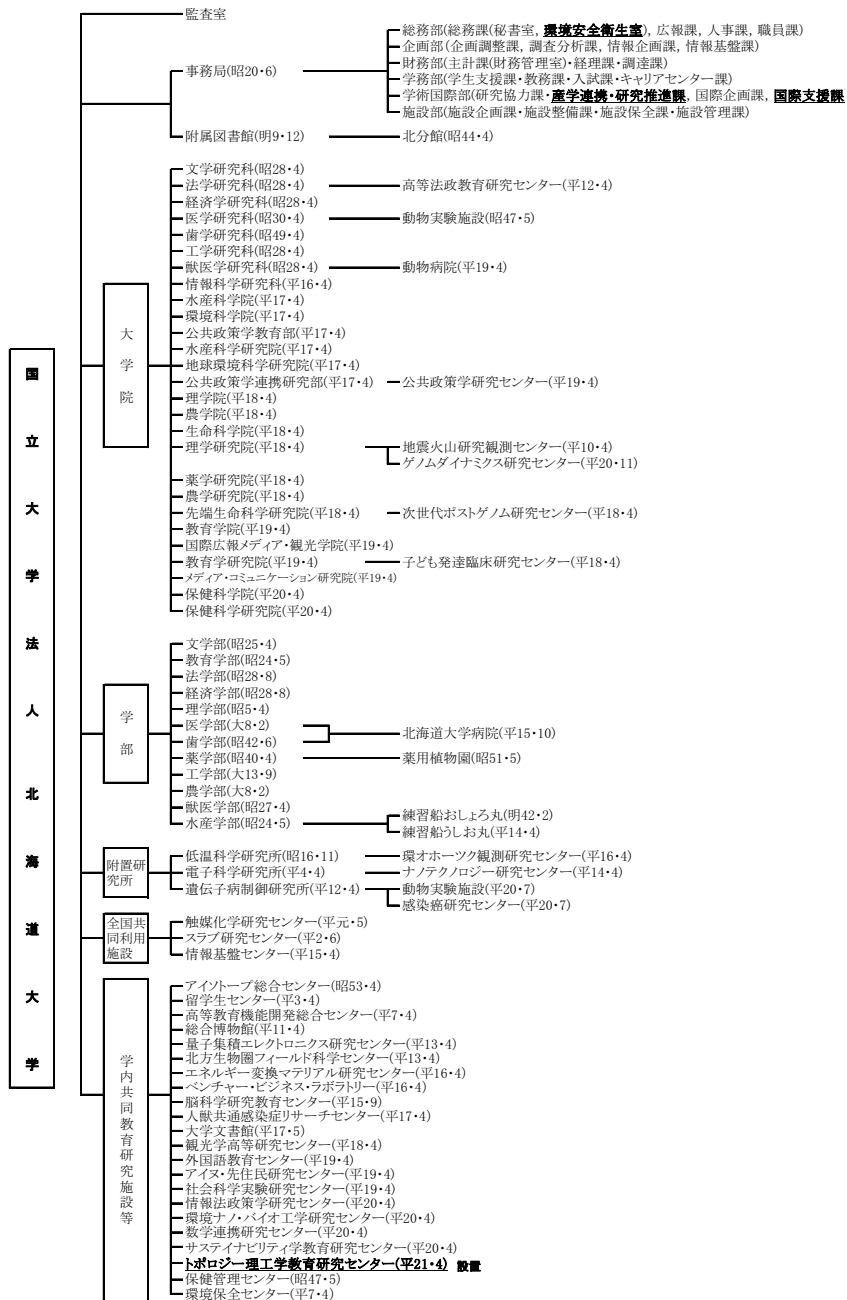 国立大学法人北海道大学
監査室
事務局(昭20・6)
総務部(総務課(秘書室, 環境安全衛生室), 広報課, 人事課, 職員課)
企画部(企画調整課, 調査分析課, 情報企画課, 情報基盤課)
財務部(主計課(財務管理室)・経理課・調達課)
学務部(学生支援課・教務課・入試課・キャリアセンター課)
学術国際部(研究協力課・産学連携・研究推進課, 国際企画課, 国際支援課
施設部(施設企画課・施設整備課・施設保全課・施設管理課)
附属図書館(明9・12)
北分館(昭44・4)
大学院
文学研究科(昭28・4)
法学研究科(昭28・4)
高等法政教育研究センター(平12・4)
経済学研究科(昭28・4)
医学研究科(昭30・4)
動物実験施設(昭47・5)
歯学研究科(昭49・4)
工学研究科(昭28・4)
獣医学研究科(昭28・4)
動物病院(平19・4)
情報科学研究科(平16・4)
水産科学院(平17・4)
環境科学院(平17・4)
公共政策学教育部(平17・4)
水産科学研究院(平17・4)
地球環境科学研究院(平17・4)
公共政策学連携研究部(平17・4)
公共政策学研究センター(平19・4)
理学院(平18・4)
農学院(平18・4)
生命科学院(平18・4)
理学研究院(平18・4)
地震火山研究観測センター(平10・4)
ゲノムダイナミクス研究センター(平20・11)
薬学研究院(平18・4)
農学研究院(平18・4)
先端生命科学研究院(平18・4)
次世代ポストゲノム研究センター(平18・4)
教育学院(平19・4)
国際広報メディア・観光学院(平19・4)
教育学研究院(平19・4)
子ども発達臨床研究センター(平18・4)
メディア・コミュニケーション研究院(平19・4)
保健科学院(平20・4)
保健科学研究院(平20・4)
学部
文学部(昭25・4)
教育学部(昭24・5)
法学部(昭28・8)
経済学部(昭28・8)
理学部(昭5・4)
医学部(大8・2)
歯学部(昭42・6)
北海道大学病院(平15・10)
薬学部(昭40・4)
薬用植物園(昭51・5)
工学部(大13・9)
農学部(大8・2)
獣医学部(昭27・4)
水産学部(昭24・5)
練習船おしょろ丸(明42・2)
練習船うしお丸(平14・4)
附置研
究所
低温科学研究所(昭16・11)
環オホーツク観測研究センター(平16・4)
電子科学研究所(平4・4)
ナノテクノロジー研究センター(平14・4)
遺伝子病制御研究所(平12・4)
動物実験施設(平20・7)
感染癌研究センター(平20・7)
全国共
同利用
施設
触媒化学研究センター(平元・5)
スラブ研究センター(平2・6)
情報基盤センター(平15・4)
学内共同教育研究施設等
アイソトープ総合センター(昭53・4)
留学生センター(平3・4)
高等教育機能開発総合センター(平7・4)
総合博物館(平11・4)
量子集積エレクトロニクス研究センター(平13・4)
北方生物圏フィールド科学センター(平13・4)
エネルギー変換マテリアル研究センター(平16・4)
ベンチャー・ビジネス・ラボラトリー(平16・4)
脳科学研究教育センター(平15・9)
人獣共通感染症リサーチセンター(平17・4)
大学文書館(平17・5)
観光学高等研究センター(平18・4)
外国語教育センター(平19・4)
アイヌ・先住民研究センター(平19・4)
社会科学実験研究センター(平19・4)
情報法政策学研究センター(平20・4)
環境ナノ・バイオ工学研究センター(平20・4)
数学連携研究センター(平20・4)
サステイナビリティ学教育研究センター(平20・4)
トポロジー理工学教育研究センター(平21・4) 設置
保健管理センター(昭47・5)
環境保全センター(平7・4)